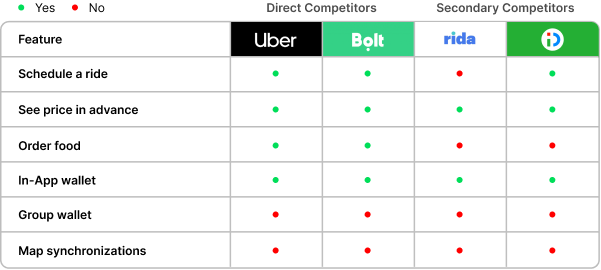 Yes No Direct Competitors Secondary Competitors
Feature Uber Bolt rida iD
Schedule a ride
See price in advance
Order food
In-App wallet
Group wallet
Map synchronizations